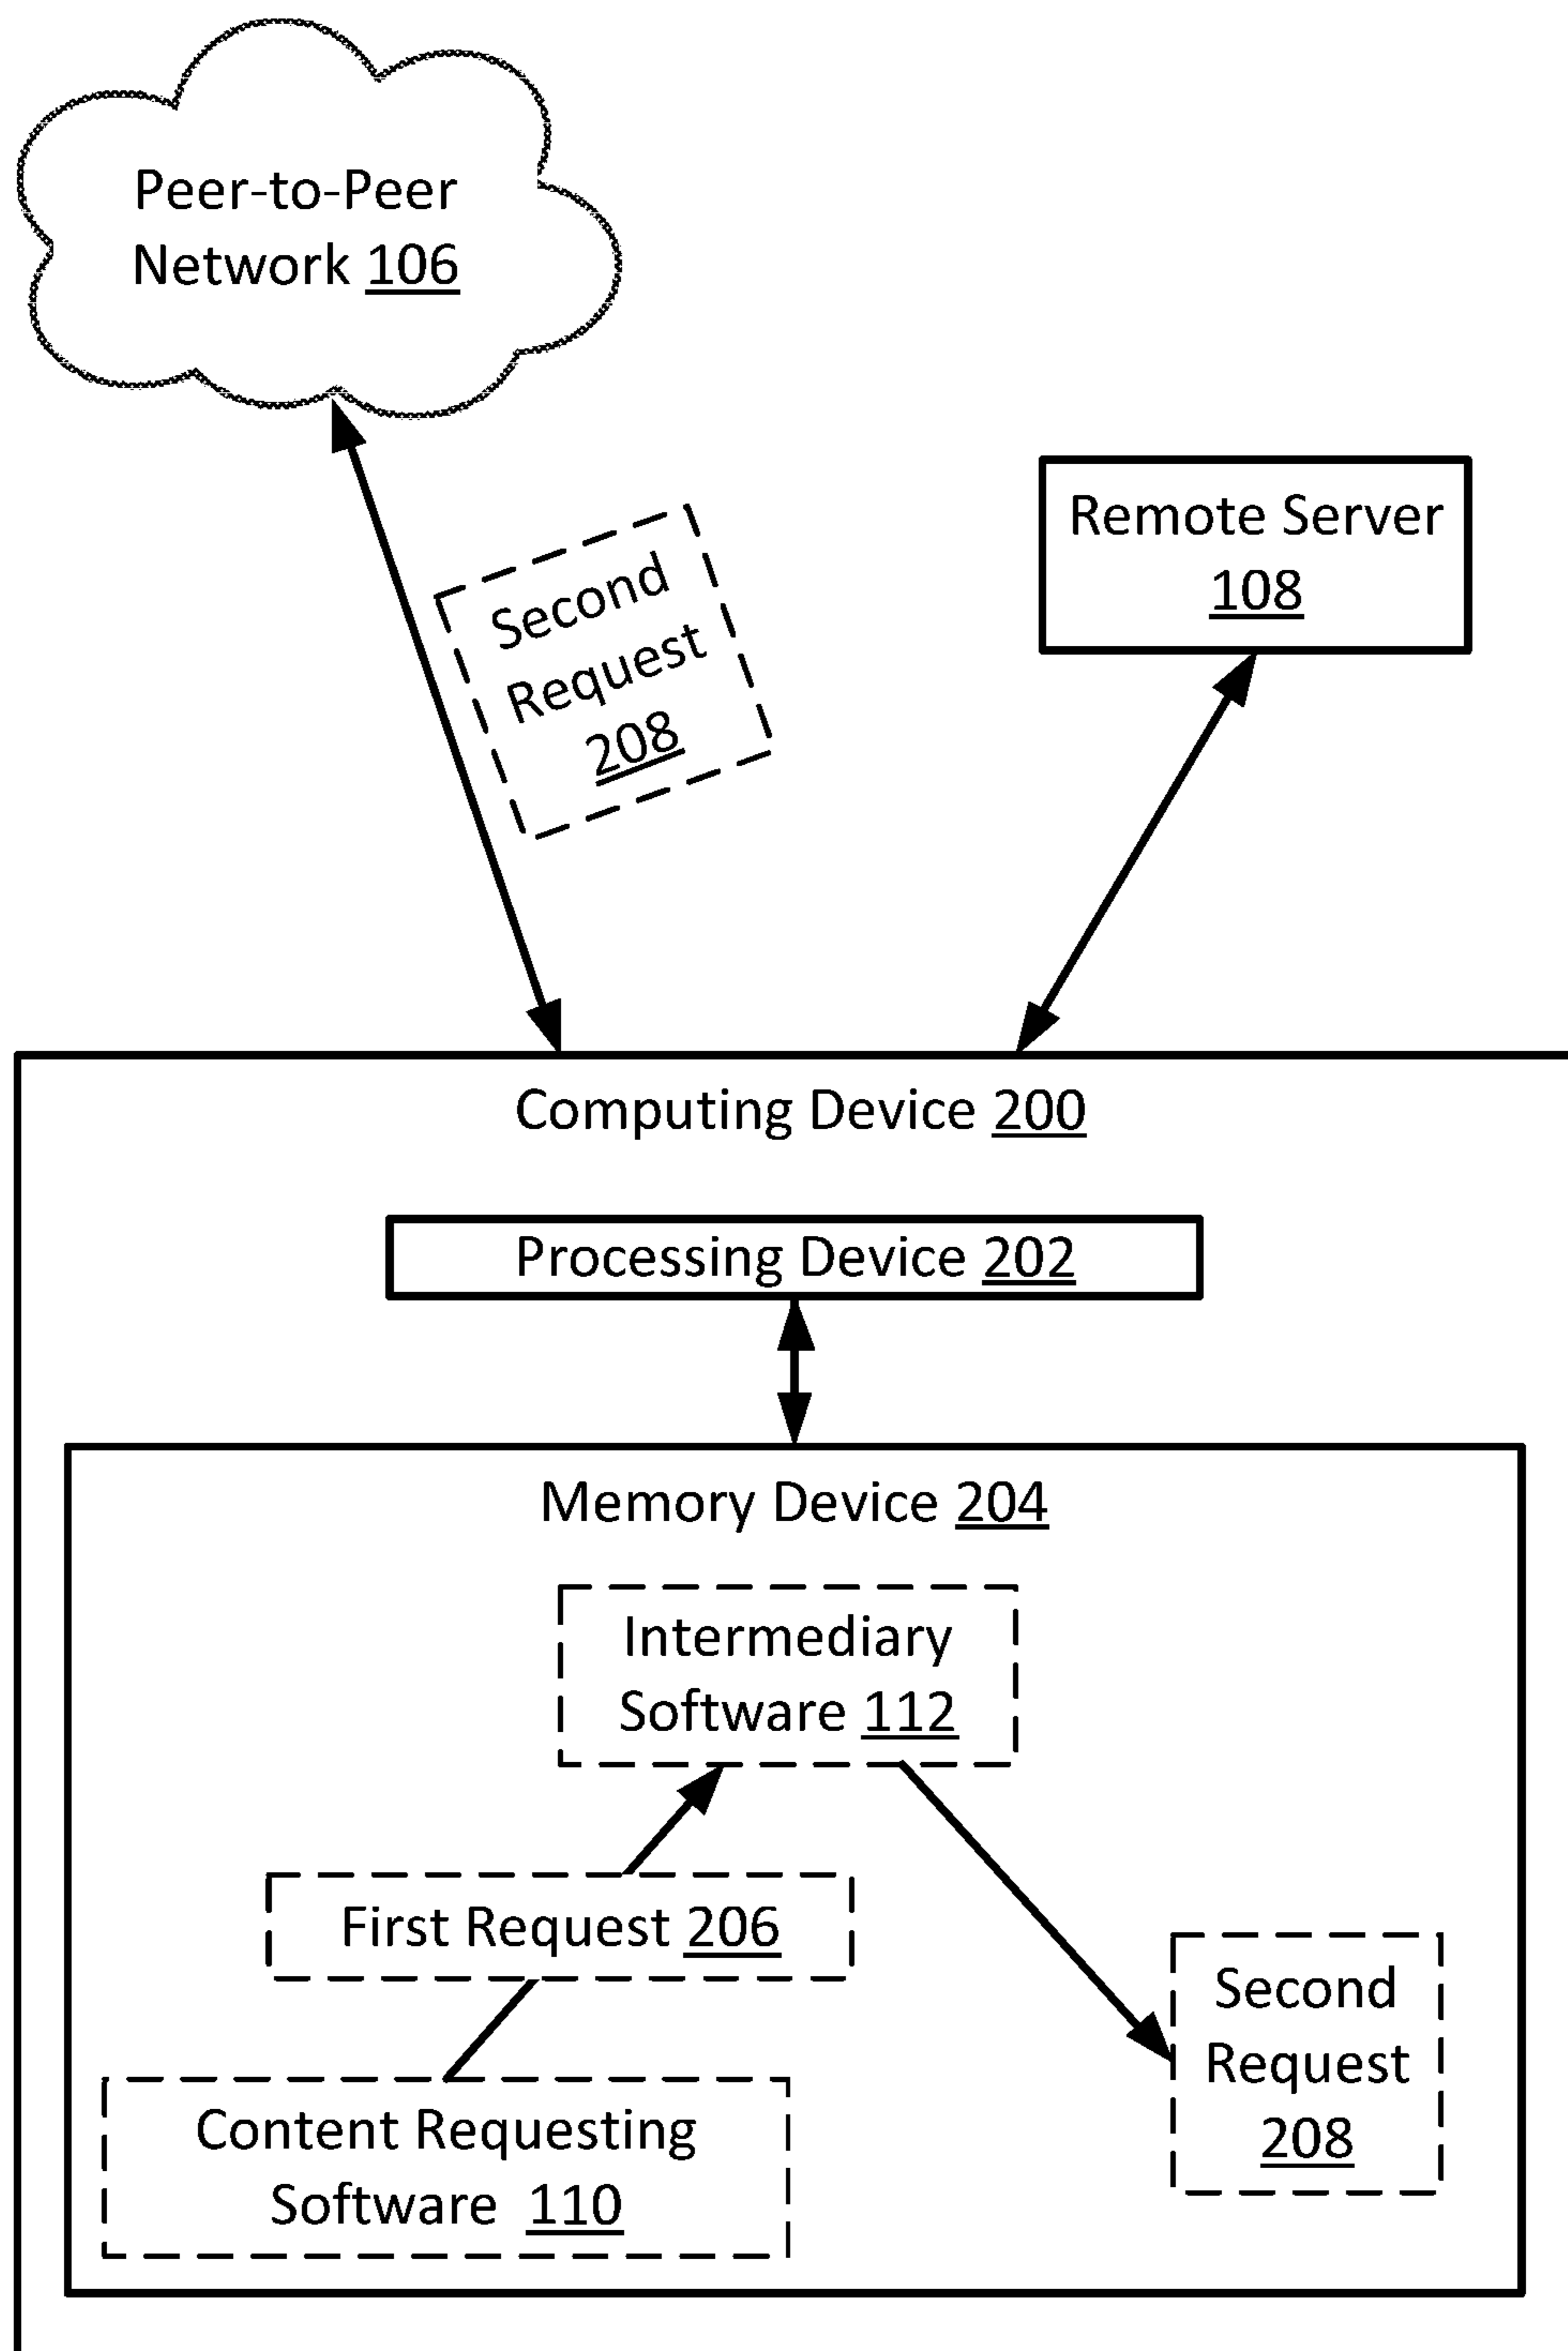 Peer-to-Peer
Network 106
Remote Server
108
Second
Request
208
Computing Device 200
Processing Device 202
Memory Device 204
Intermediary
Software 112
First Request 206
Second
Request
208
Content Requesting
Software 110